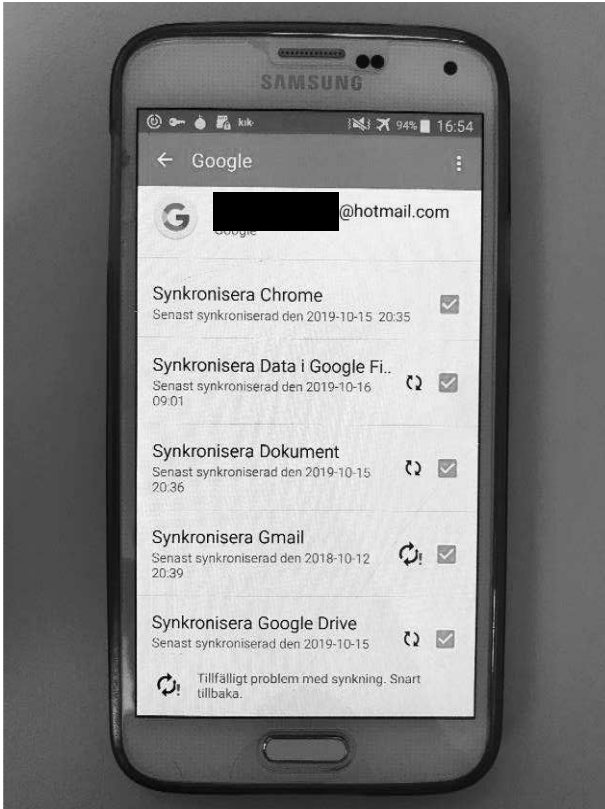 SAMSUNG
kik 94% 16:54
Google
@hotmail.com
Google
Synkronisera Chrome
Senast synkroniserad den 2019-10-15 20:35
Synkronisera Data i Google Fi..
Senast synkroniserad den 2019-10-16
09:01
Synkronisera Dokument
Senast synkroniserad den 2019-10-15
20:36
Synkronisera Gmail
Senast synkroniserad den 2018-10-12
20:39
Synkronisera Google Drive
Senast synkroniserad den 2019-10-15
Tillfälligt problem med synkning. Snart
tillbaka.